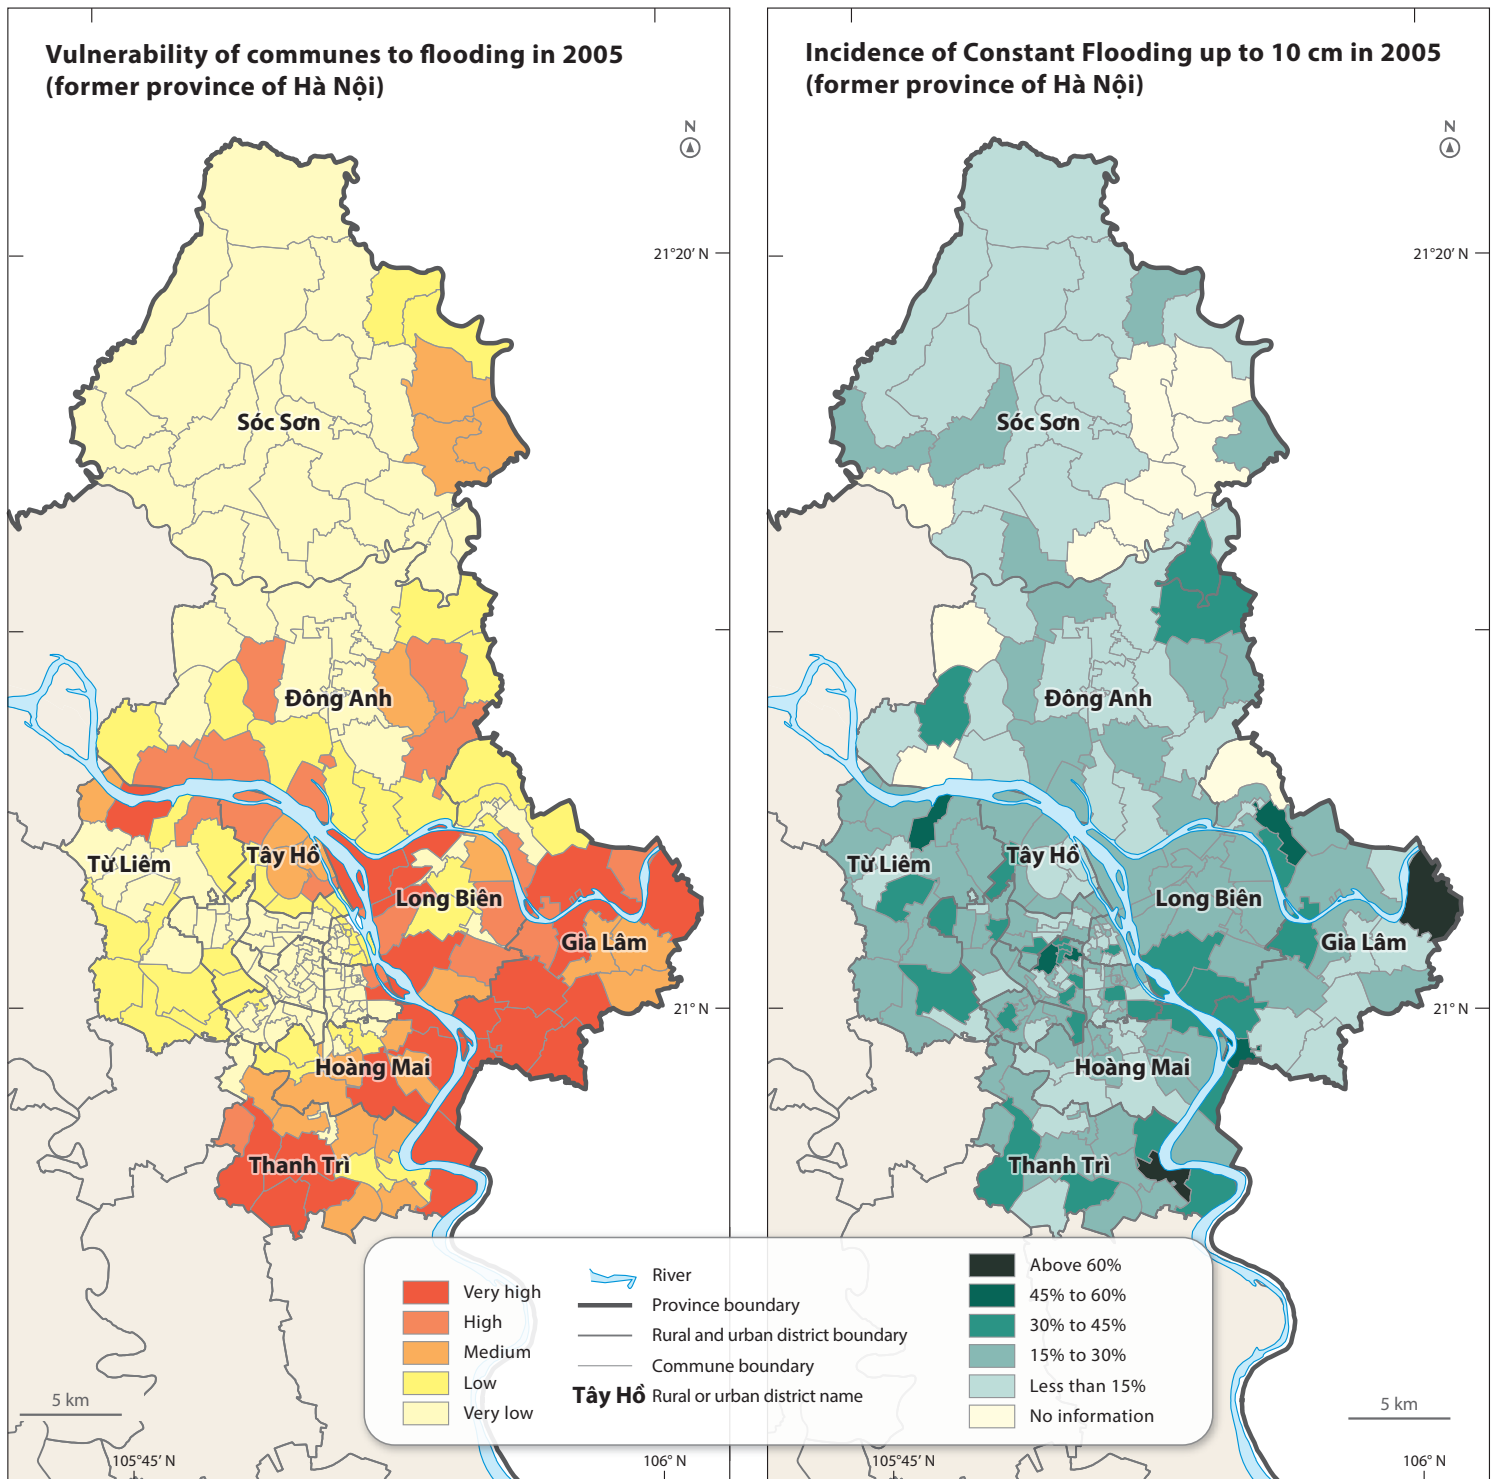 Vulnerability of communes to flooding in 2005
(former province of Hà Nội)
N
21°20′ N
Sóc Sơn
Đông Anh
Từ Liêm
Tây Hồ
Long Biên
Gia Lâm
21° N
Hoàng Mai
Thanh Trì
5 km
105°45′ N
106° N
Incidence of Constant Flooding up to 10 cm in 2005
(former province of Hà Nội)
N
21°20′ N
Sóc Sơn
Đông Anh
Từ Liêm
Tây Hồ
Long Biên
Gia Lâm
21° N
Hoàng Mai
Thanh Trì
5 km
105°45′ N
106° N
Very high
High
Medium
Low
Very low
River
Province boundary
Rural and urban district boundary
Commune boundary
Tây Hồ Rural or urban district name
Above 60%
45% to 60%
30% to 45%
15% to 30%
Less than 15%
No information